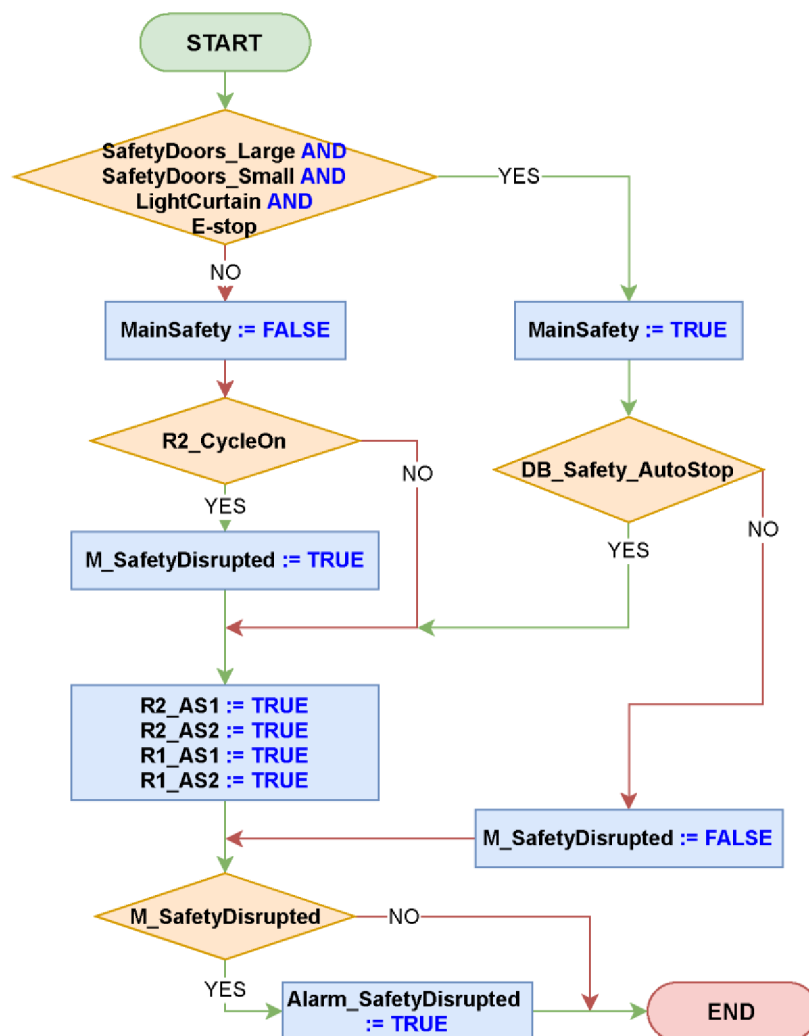 START
SafetyDoors_Large AND
SafetyDoors_Small AND
LightCurtain AND
E-stop
YES
NO
MainSafety := FALSE
MainSafety := TRUE
R2_CycleOn
NO
DB_Safety_AutoStop
YES
NO
M_SafetyDisrupted := TRUE
YES
R2_AS1 := TRUE
R2_AS2 := TRUE
R1_AS1 := TRUE
R1_AS2 := TRUE
M_SafetyDisrupted := FALSE
M_SafetyDisrupted
NO
YES
Alarm_SafetyDisrupted
:= TRUE
END